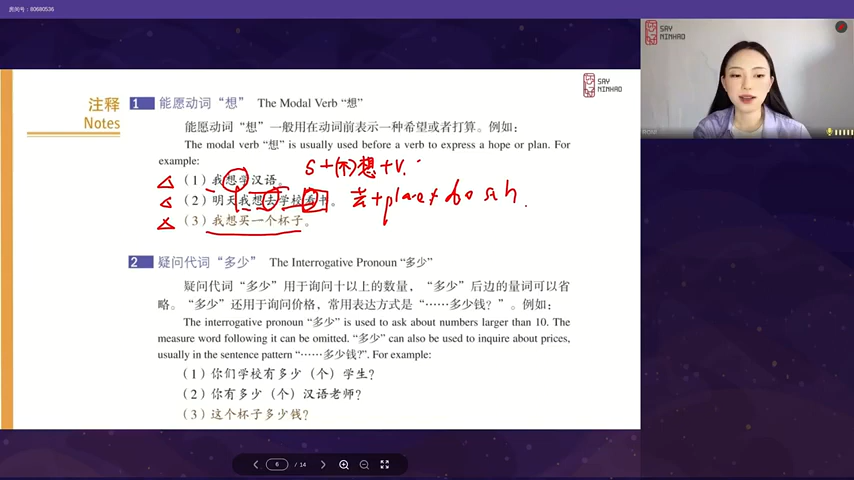 房间号: 80680536
SAY
NINHAO
SAY
NINHAO
注释
Notes
1 能愿动词“想” The Modal Verb “想”
能愿动词“想”一般用在动词前表示一种希望或者打算。例如：
The modal verb “想” is usually used before a verb to express a hope or plan. For
example:
S+(不)想+V.
(1) 我想学汉语。
(2) 明天我想去学校看书。
去+place+do sth.
(3) 我想买一个杯子。
2 疑问代词“多少” The Interrogative Pronoun “多少”
疑问代词“多少”用于询问十以上的数量，“多少”后边的量词可以省
略。“多少”还用于询问价格，常用表达方式是“……多少钱？”。例如：
The interrogative pronoun “多少” is used to ask about numbers larger than 10. The
measure word following it can be omitted. “多少” can also be used to inquire about prices,
usually in the sentence pattern “……多少钱?”. For example:
(1) 你们学校有多少（个）学生？
(2) 你有多少（个）汉语老师？
(3) 这个杯子多少钱？
6 / 14